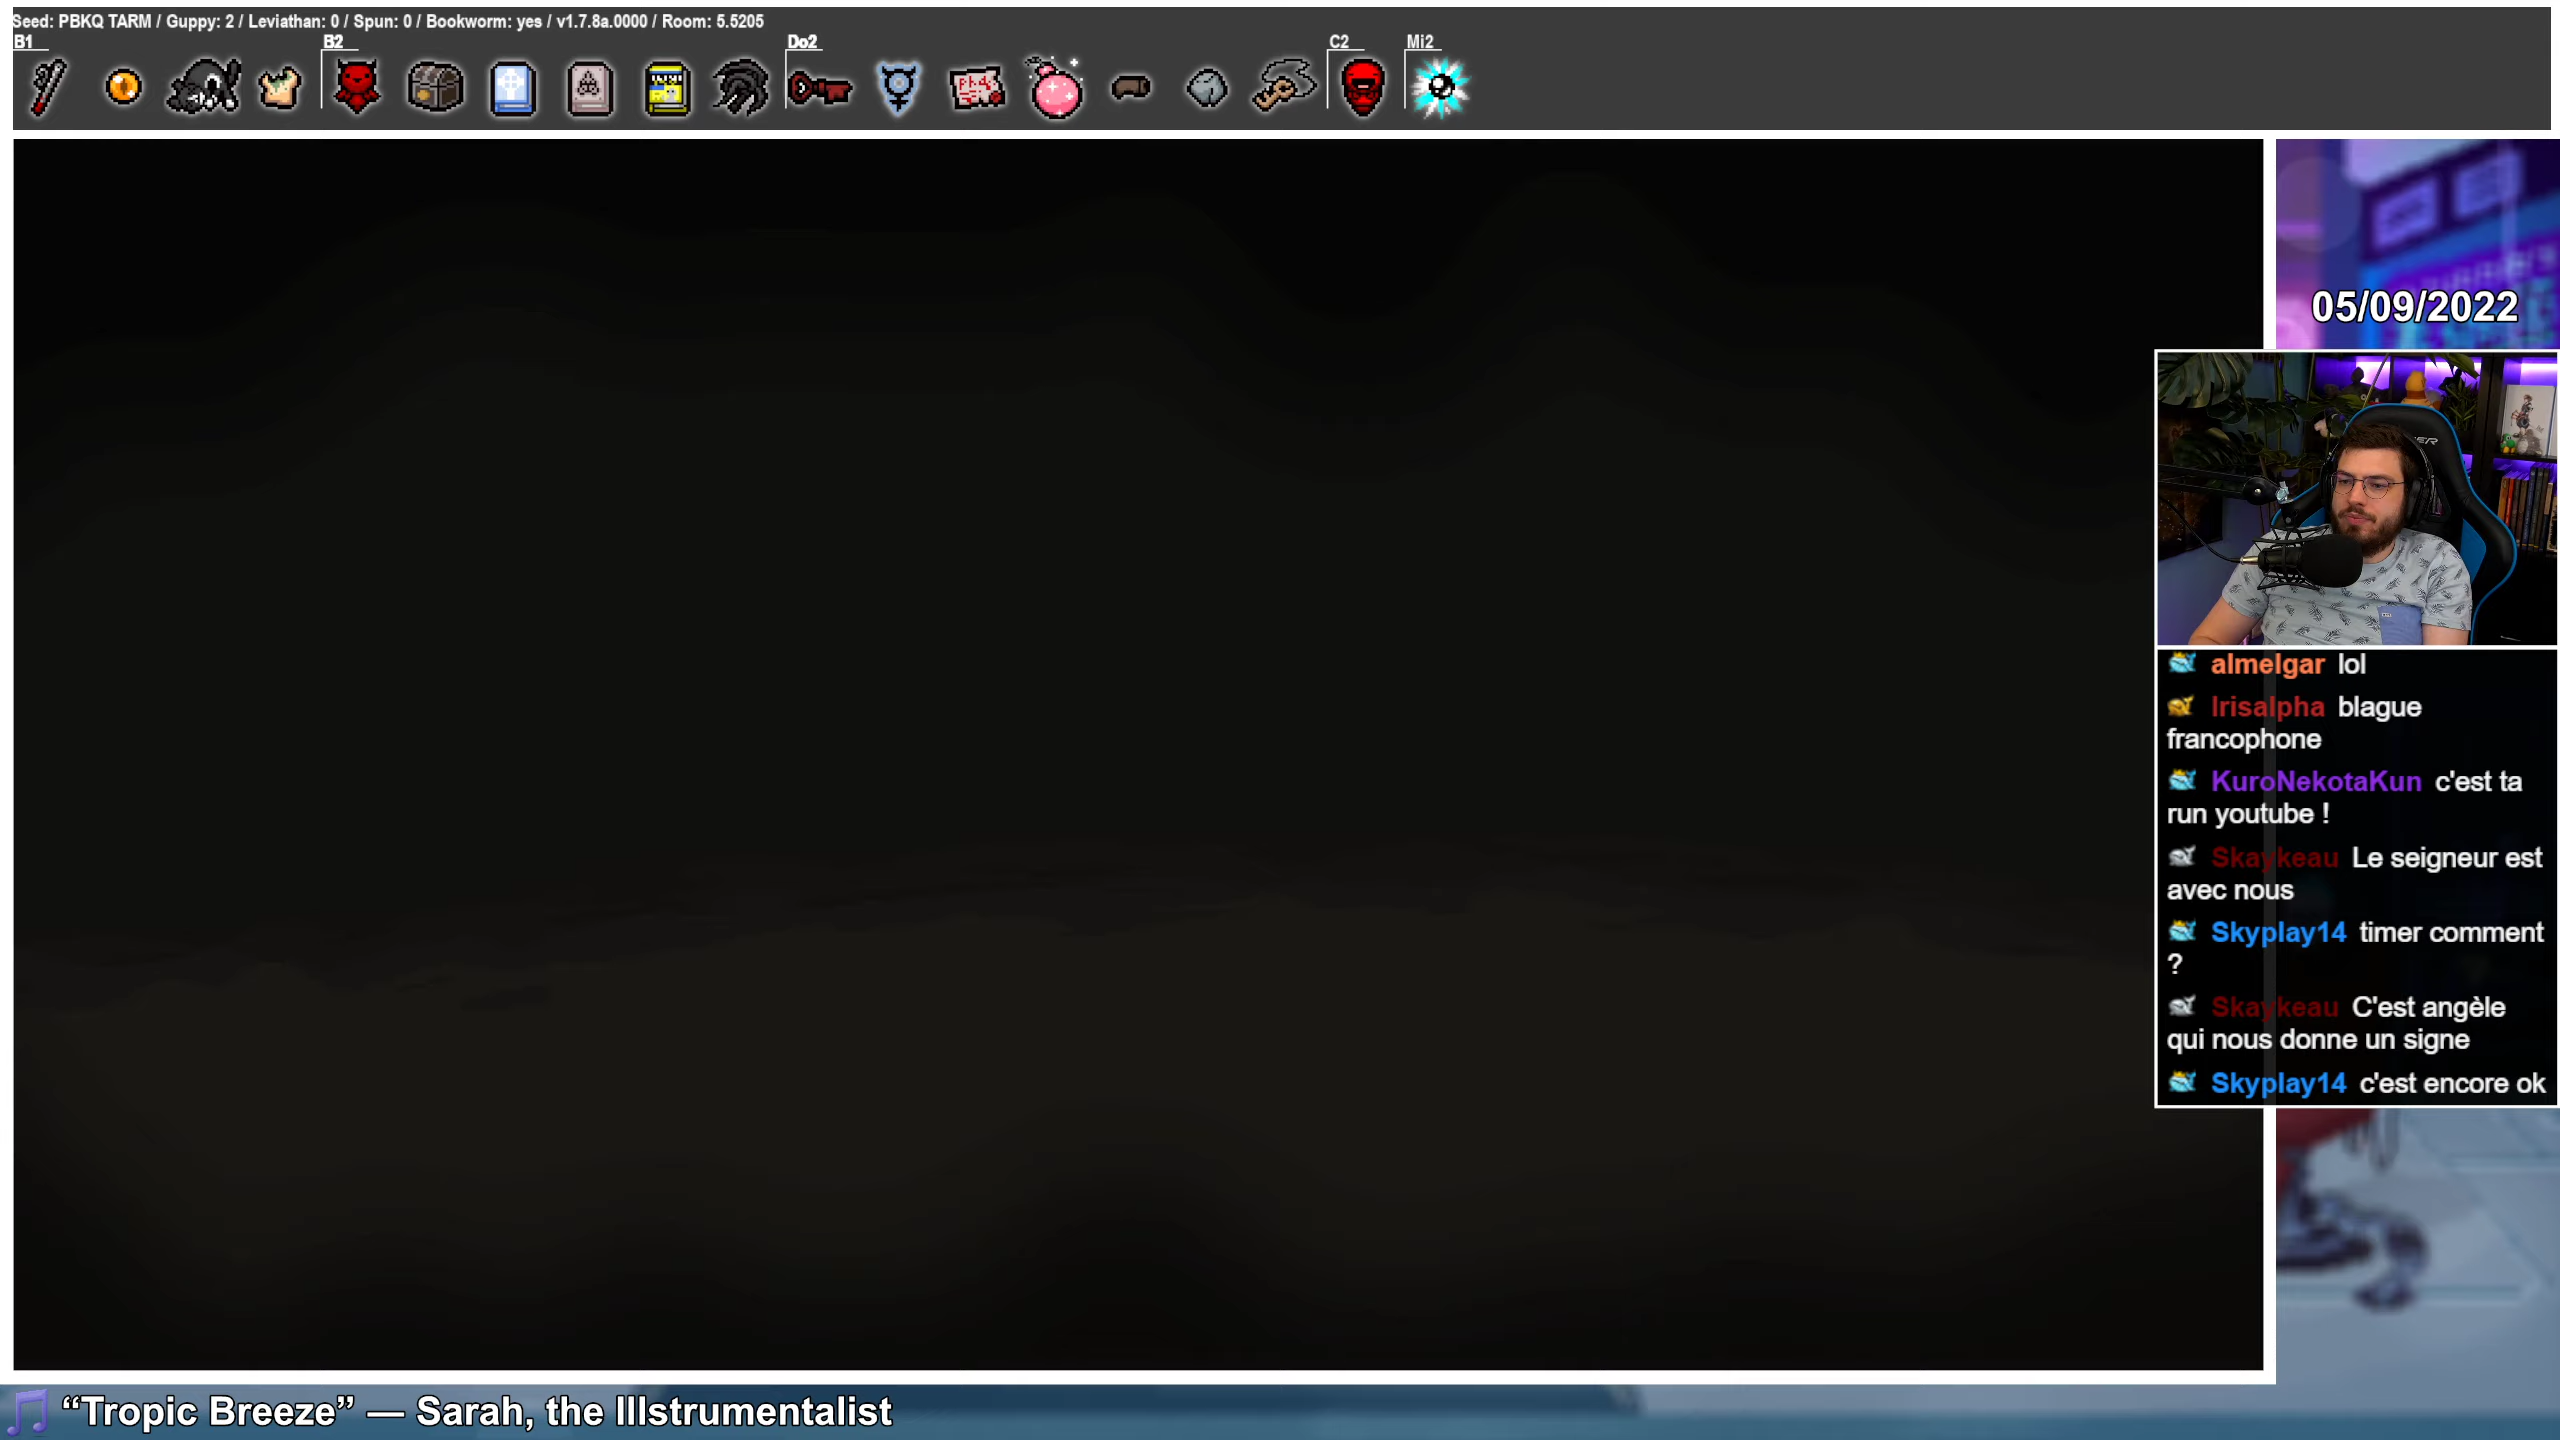 Seed: PBKQ TARM / Guppy: 2 / Leviathan: 0 / Spun: 0 / Bookworm: yes / v1.7.8a.0000 / Room: 5.5205
B1
B2
Do2
C2
Mi2
05/09/2022
almelgar lol
Irisalpha blague
francophone
KuroNekotaKun c'est ta
run youtube !
Skaykeau Le seigneur est
avec nous
Skyplay14 timer comment
?
Skaykeau C'est angèle
qui nous donne un signe
Skyplay14 c'est encore ok
“Tropic Breeze” — Sarah, the IIIstrumentalist